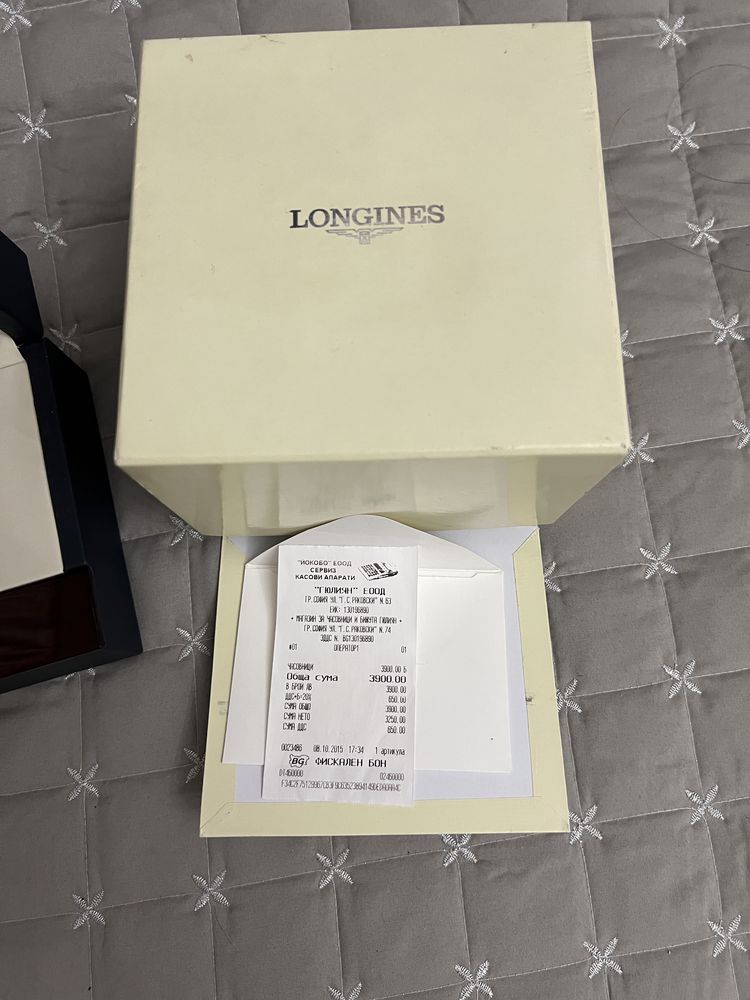 LONGINES
"ЙОКОБО" ЕООД
СЕРВИЗ
КАСОВИ АПАРАТИ
"ГЮЛИЯН" ЕООД
ГР.СОФИЯ УЛ."Г.С.РАКОВСКИ" N.63
ЕИК: 130196890
* МАГАЗИН ЗА ЧАСОВНИЦИ И БИЖУТА ГЮЛИЯН *
ГР.СОФИЯ УЛ."Г.С.РАКОВСКИ" N.74
ЗДДС N. BG130196890
#01 ОПЕРАТОР1 01
ЧАСОВНИЦИ 3900.00 Б
Обща сума 3900.00
В БРОЙ ЛВ 3900.00
ДДС*Б=20% 650.00
СУМА ОБЩО 3900.00
СУМА НЕТО 3250.00
СУМА ДДС 650.00
0023486 08.10.2015 17:34 1 артикула
BG ФИСКАЛЕН БОН
02460000